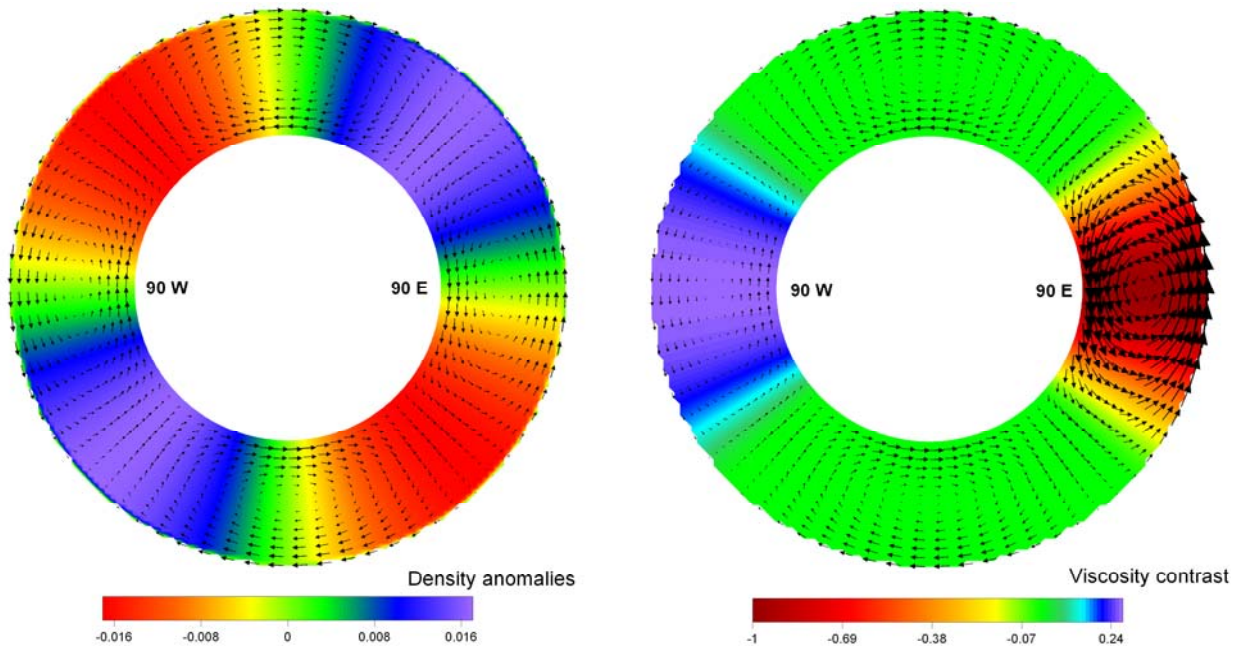 90 W
90 E
90 W
90 E
Density anomalies
Viscosity contrast
-0.016
-0.008
0
0.008
0.016
-1
-0.69
-0.38
-0.07
0.24